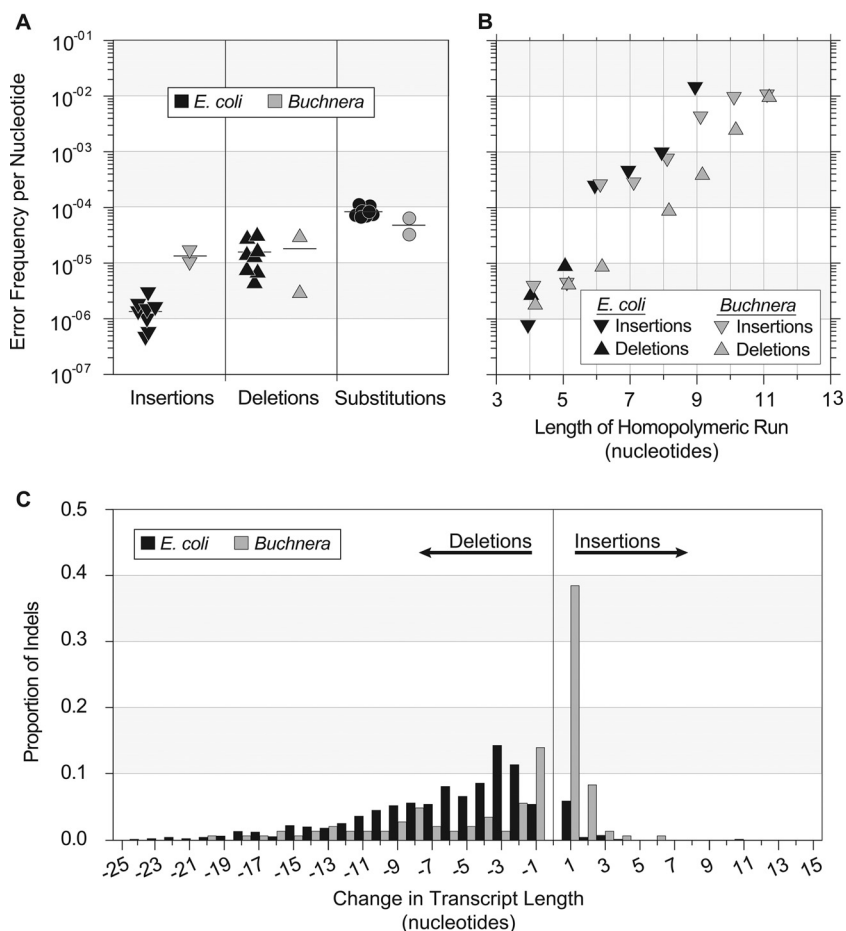 A
10-01
10-02
10-03
10-04
10-05
10-06
10-07
Error Frequency per Nucleotide
E. coli Buchnera
Insertions Deletions Substitutions
B
E. coli Buchnera
Insertions Insertions
Deletions Deletions
3 5 7 9 11 13
Length of Homopolymeric Run
(nucleotides)
C
0.5
0.4
0.3
0.2
0.1
0.0
Proportion of Indels
E. coli Buchnera
Deletions Insertions
-25 -23 -21 -19 -17 -15 -13 -11 -9 -7 -5 -3 -1 1 3 5 7 9 11 13 15
Change in Transcript Length
(nucleotides)